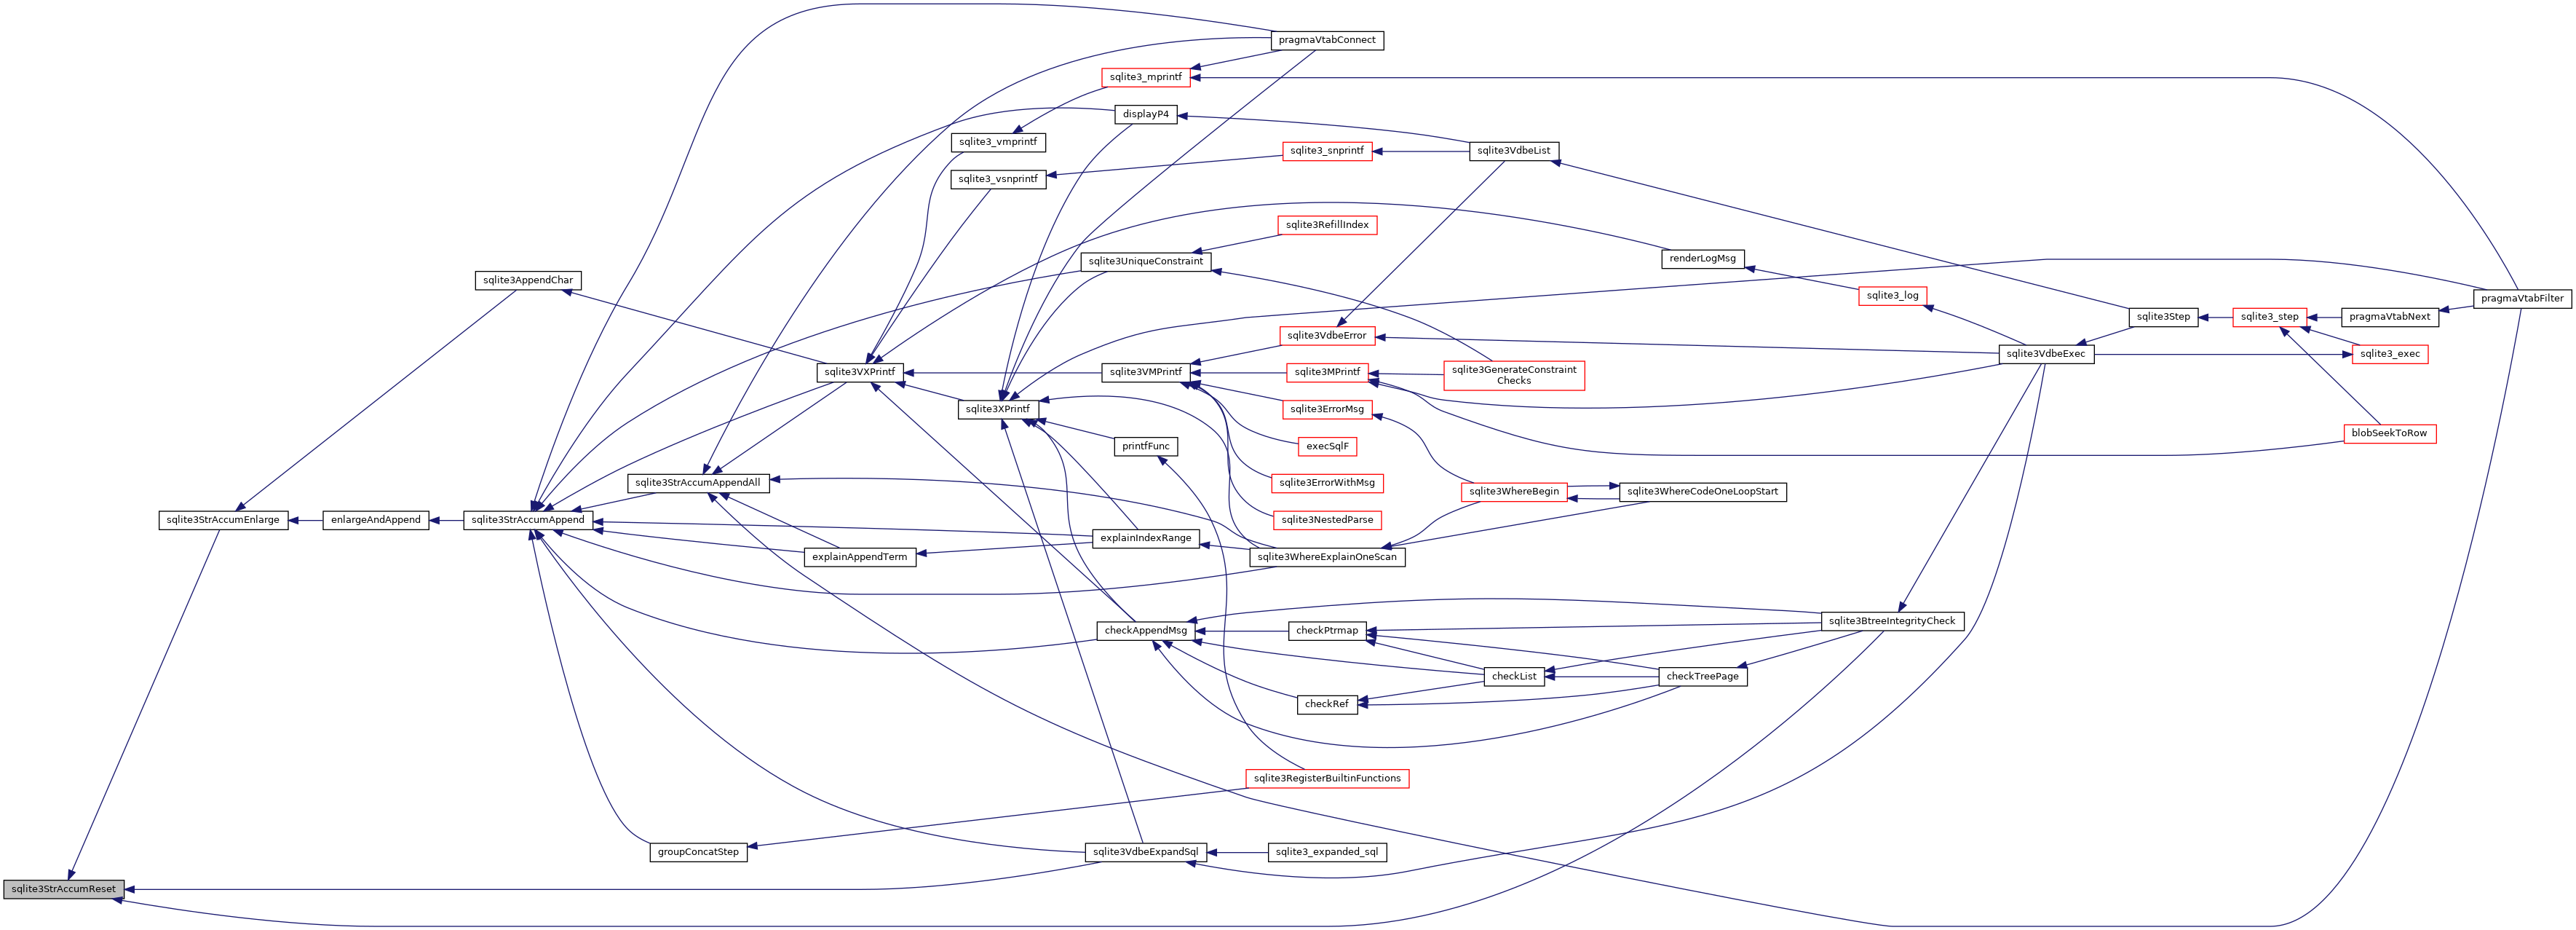 pragmaVtabConnect
sqlite3_mprintf
displayP4
sqlite3_vmprintf
sqlite3_snprintf
sqlite3VdbeList
sqlite3_vsnprintf
sqlite3RefillIndex
sqlite3UniqueConstraint
renderLogMsg
sqlite3AppendChar
sqlite3_log
pragmaVtabFilter
sqlite3Step
sqlite3_step
pragmaVtabNext
sqlite3VdbeError
sqlite3VdbeExec
sqlite3_exec
sqlite3VXPrintf
sqlite3VMPrintf
sqlite3MPrintf
sqlite3GenerateConstraint
Checks
sqlite3XPrintf
sqlite3ErrorMsg
blobSeekToRow
printfFunc
execSqlF
sqlite3StrAccumAppendAll
sqlite3ErrorWithMsg
sqlite3WhereBegin
sqlite3WhereCodeOneLoopStart
sqlite3StrAccumEnlarge
enlargeAndAppend
sqlite3StrAccumAppend
sqlite3NestedParse
explainIndexRange
explainAppendTerm
sqlite3WhereExplainOneScan
sqlite3BtreeIntegrityCheck
checkAppendMsg
checkPtrmap
checkList
checkTreePage
checkRef
sqlite3RegisterBuiltinFunctions
groupConcatStep
sqlite3VdbeExpandSql
sqlite3_expanded_sql
sqlite3StrAccumReset